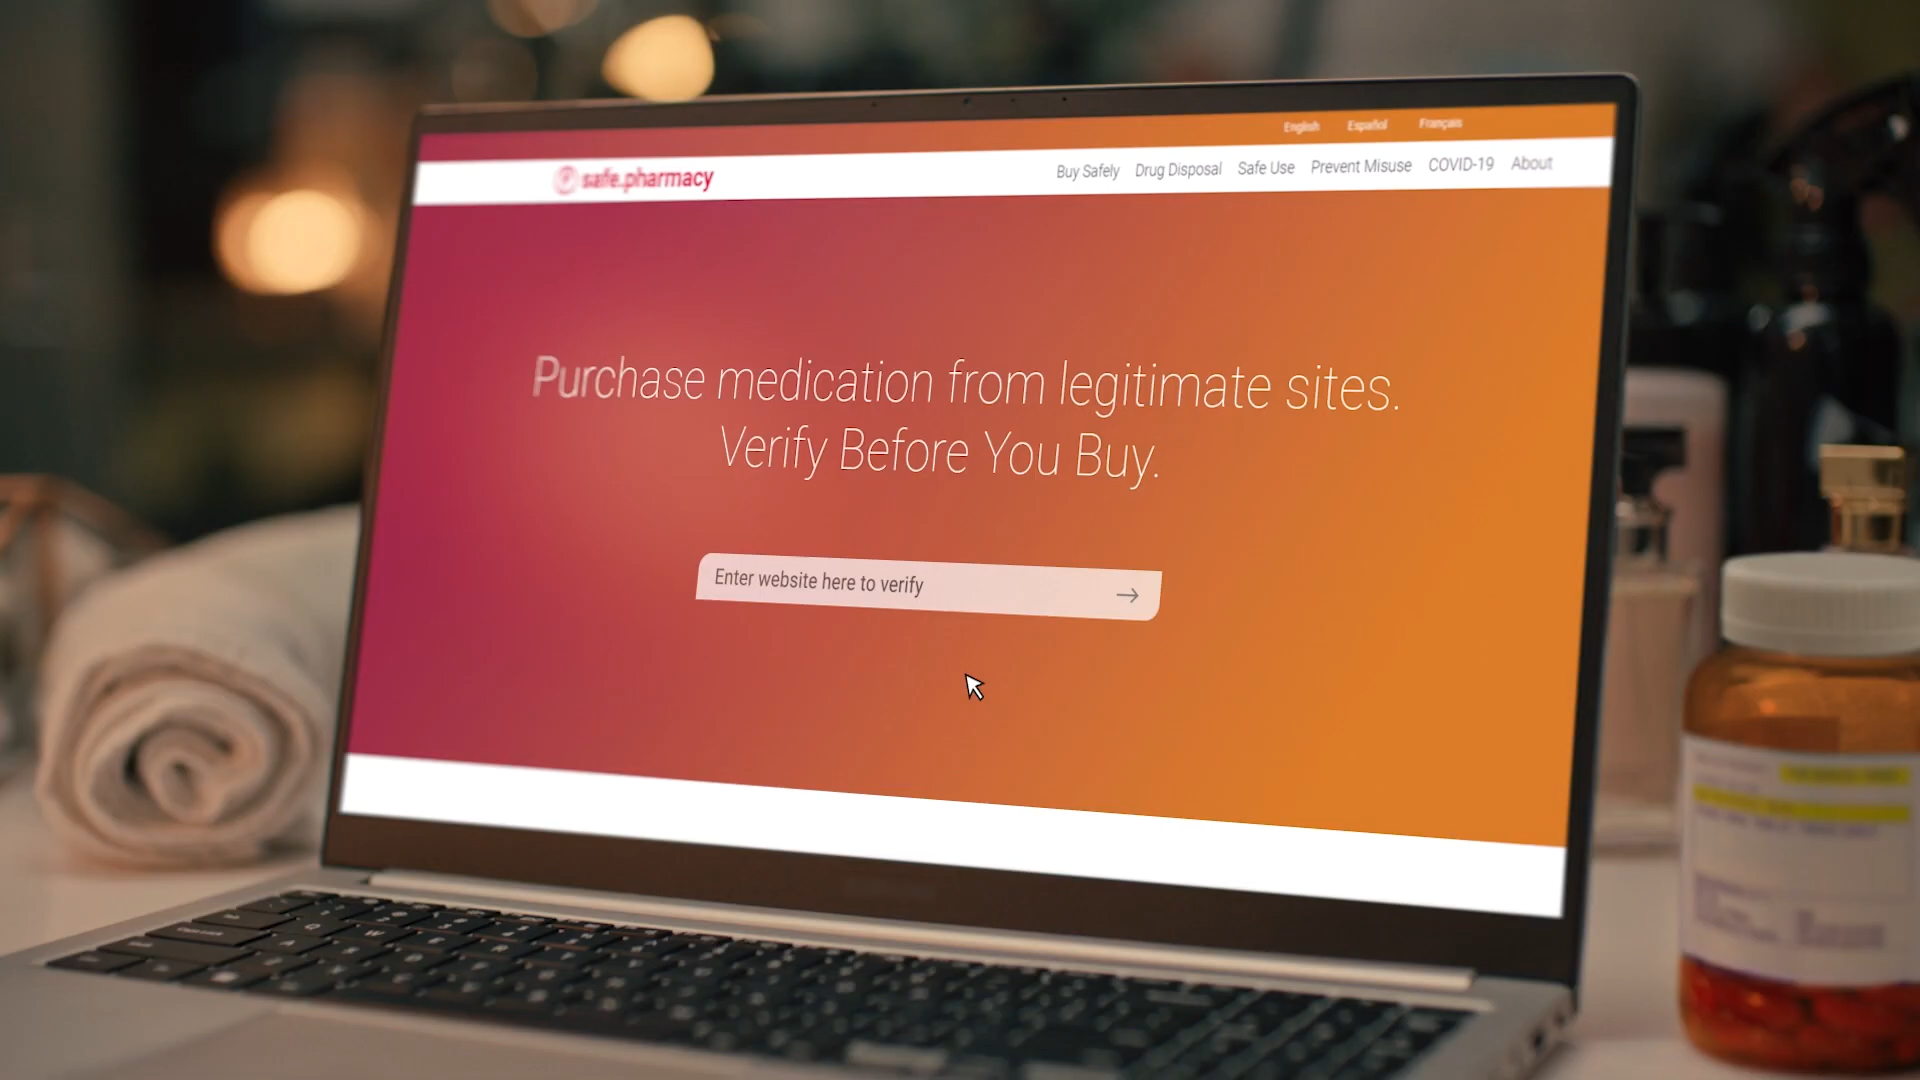 English Español Français
safe.pharmacy
Buy Safely Drug Disposal Safe Use Prevent Misuse COVID-19 About
Purchase medication from legitimate sites.
Verify Before You Buy.
Enter website here to verify →